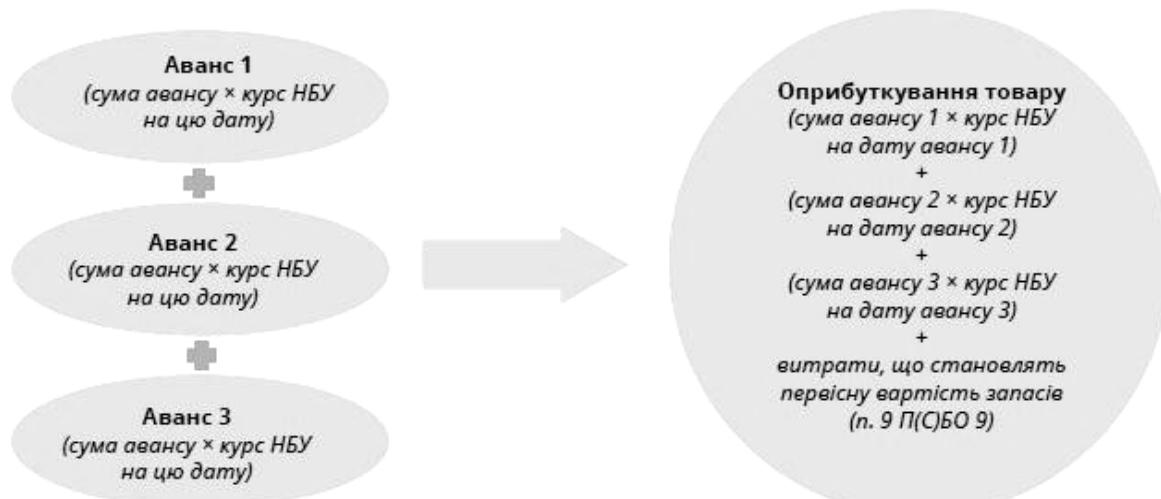 Аванс 1
(сума авансу × курс НБУ
на цю дату)
Аванс 2
(сума авансу × курс НБУ
на цю дату)
Аванс 3
(сума авансу × курс НБУ
на цю дату)
Оприбуткування товару
(сума авансу 1 × курс НБУ
на дату авансу 1)
+
(сума авансу 2 × курс НБУ
на дату авансу 2)
+
(сума авансу 3 × курс НБУ
на дату авансу 3)
+
витрати, що становлять
первісну вартість запасів
(п. 9 П(С)БО 9)